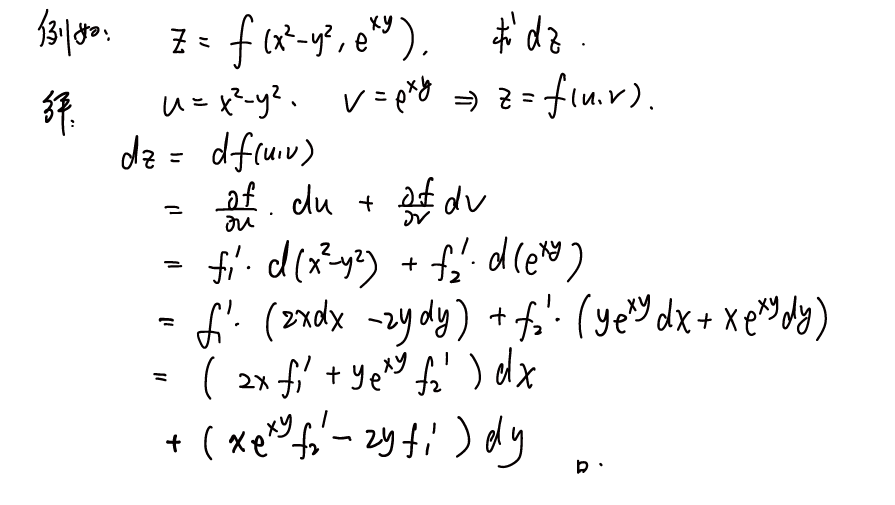 例如: z = f(x²-y², e^{xy}). 求 dz.
解: u = x²-y². v = e^{xy} ⇒ z = f(u.v).
dz = df(u,v)
= ∂f/∂u · du + ∂f/∂v dv
= f₁'· d(x²-y²) + f₂'· d(e^{xy})
= f₁'· (2xdx - 2ydy) + f₂'· (ye^{xy}dx + xe^{xy}dy)
= (2xf₁' + ye^{xy}f₂')dx
+ (xe^{xy}f₂' - 2yf₁')dy □.